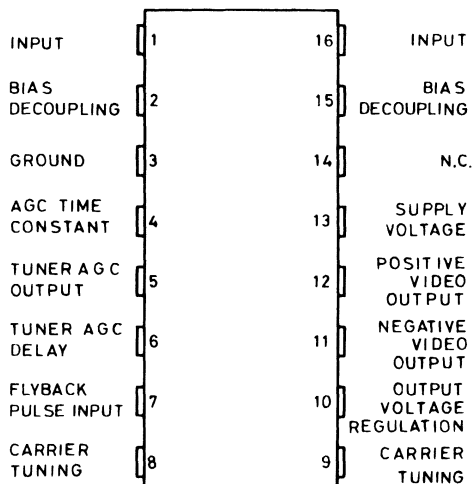 INPUT 1 16 INPUT
BIAS BIAS
DECOUPLING 2 15 DECOUPLING
GROUND 3 14 N.C.
AGC TIME SUPPLY
CONSTANT 4 13 VOLTAGE
TUNER AGC POSITIVE
OUTPUT 5 12 VIDEO
OUTPUT
TUNER AGC NEGATIVE
DELAY 6 11 VIDEO
OUTPUT
FLYBACK OUTPUT
PULSE INPUT 7 10 VOLTAGE
REGULATION
CARRIER CARRIER
TUNING 8 9 TUNING